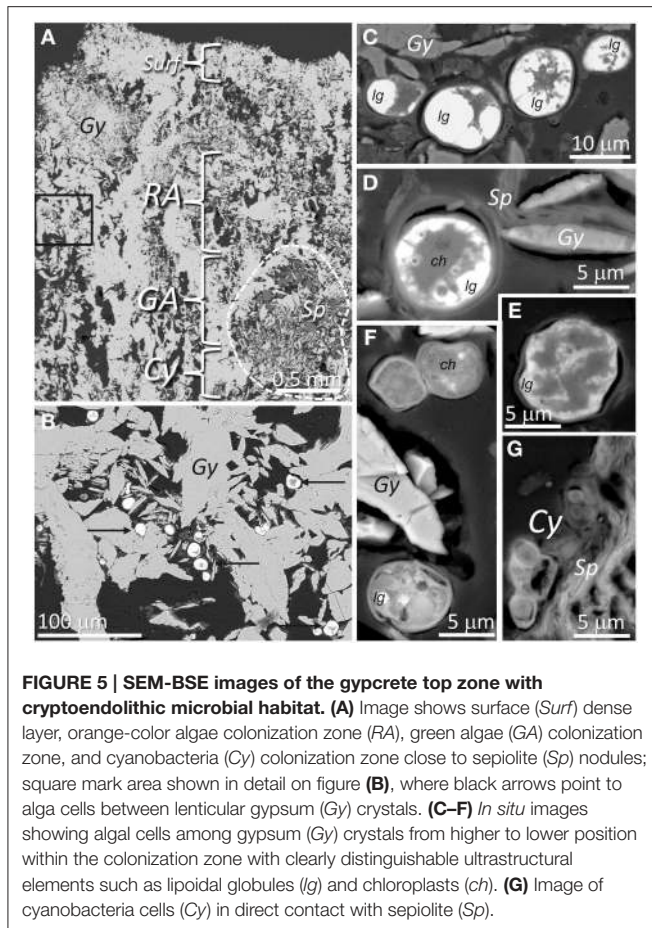 A
Surf
Gy
RA
GA
Sp
Cy
0.5 mm
B
Gy
100 µm
C
Gy
lg
lg
lg
lg
10 µm
D
Sp
Gy
ch
lg
5 µm
E
lg
5 µm
F
ch
Gy
lg
5 µm
G
Cy
Sp
5 µm
FIGURE 5 | SEM-BSE images of the gypcrete top zone with
cryptoendolithic microbial habitat. (A) Image shows surface (Surf) dense
layer, orange-color algae colonization zone (RA), green algae (GA) colonization
zone, and cyanobacteria (Cy) colonization zone close to sepiolite (Sp) nodules;
square mark area shown in detail on figure (B), where black arrows point to
alga cells between lenticular gypsum (Gy) crystals. (C–F) In situ images
showing algal cells among gypsum (Gy) crystals from higher to lower position
within the colonization zone with clearly distinguishable ultrastructural
elements such as lipoidal globules (lg) and chloroplasts (ch). (G) Image of
cyanobacteria cells (Cy) in direct contact with sepiolite (Sp).